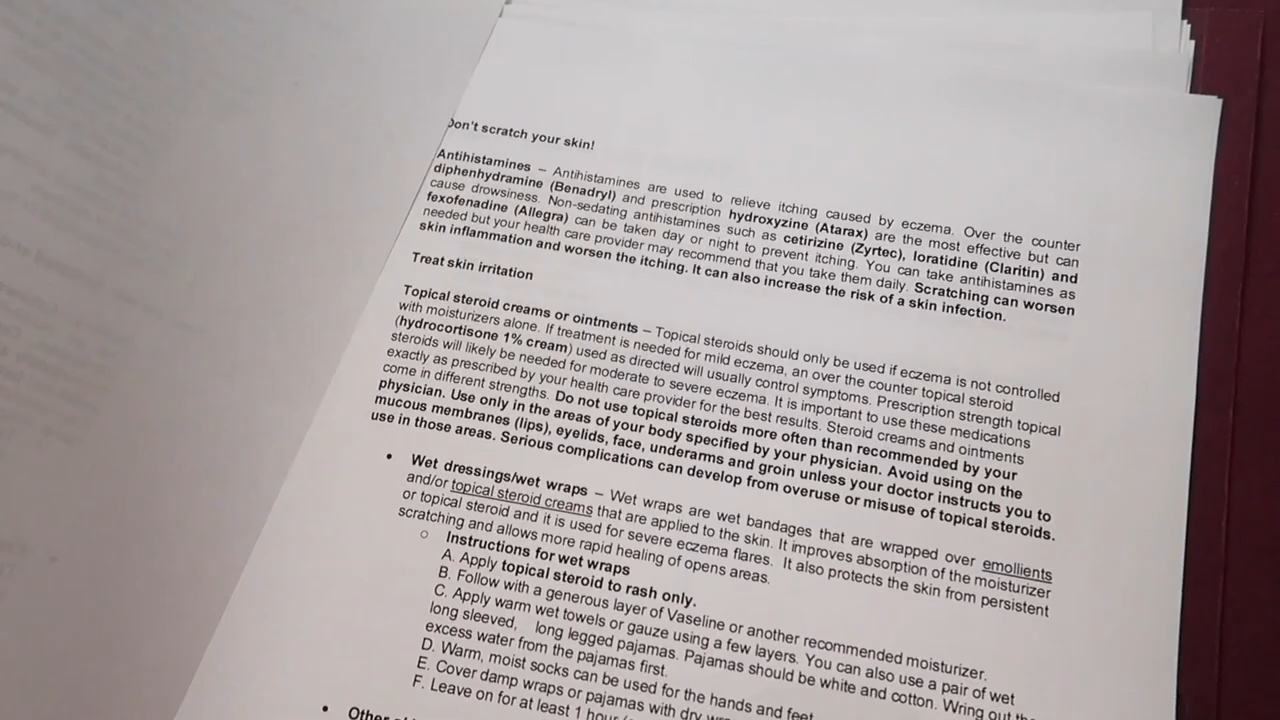 Don't scratch your skin!
Antihistamines – Antihistamines are used to relieve itching caused by eczema. Over the counter
diphenhydramine (Benadryl) and prescription hydroxyzine (Atarax) are the most effective but can
cause drowsiness. Non-sedating antihistamines such as cetirizine (Zyrtec), loratidine (Claritin) and
fexofenadine (Allegra) can be taken day or night to prevent itching. You can take antihistamines as
needed but your health care provider may recommend that you take them daily. Scratching can worsen
skin inflammation and worsen the itching. It can also increase the risk of a skin infection.
Treat skin irritation
Topical steroid creams or ointments – Topical steroids should only be used if eczema is not controlled
with moisturizers alone. If treatment is needed for mild eczema, an over the counter topical steroid
(hydrocortisone 1% cream) used as directed will usually control symptoms. Prescription strength topical
steroids will likely be needed for moderate to severe eczema. It is important to use these medications
exactly as prescribed by your health care provider for the best results. Steroid creams and ointments
come in different strengths. Do not use topical steroids more often than recommended by your
physician. Use only in the areas of your body specified by your physician. Avoid using on the
mucous membranes (lips), eyelids, face, underarms and groin unless your doctor instructs you to
use in those areas. Serious complications can develop from overuse or misuse of topical steroids.
• Wet dressings/wet wraps – Wet wraps are wet bandages that are wrapped over emollients
and/or topical steroid creams that are applied to the skin. It improves absorption of the moisturizer
or topical steroid and it is used for severe eczema flares. It also protects the skin from persistent
scratching and allows more rapid healing of opens areas.
○ Instructions for wet wraps
A. Apply topical steroid to rash only.
B. Follow with a generous layer of Vaseline or another recommended moisturizer.
C. Apply warm wet towels or gauze using a few layers. You can also use a pair of wet
long sleeved, long legged pajamas. Pajamas should be white and cotton. Wring out the
excess water from the pajamas first.
D. Warm, moist socks can be used for the hands and feet
E. Cover damp wraps or pajamas with dry
F. Leave on for at least 1 hour
• Other